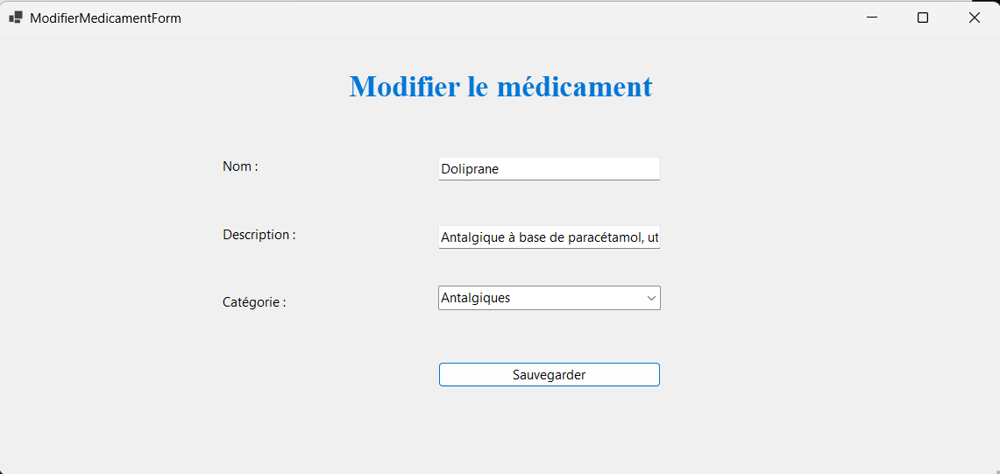 ModifierMedicamentForm
Modifier le médicament
Nom :
Doliprane
Description :
Antalgique à base de paracétamol, ut
Catégorie :
Antalgiques
Sauvegarder